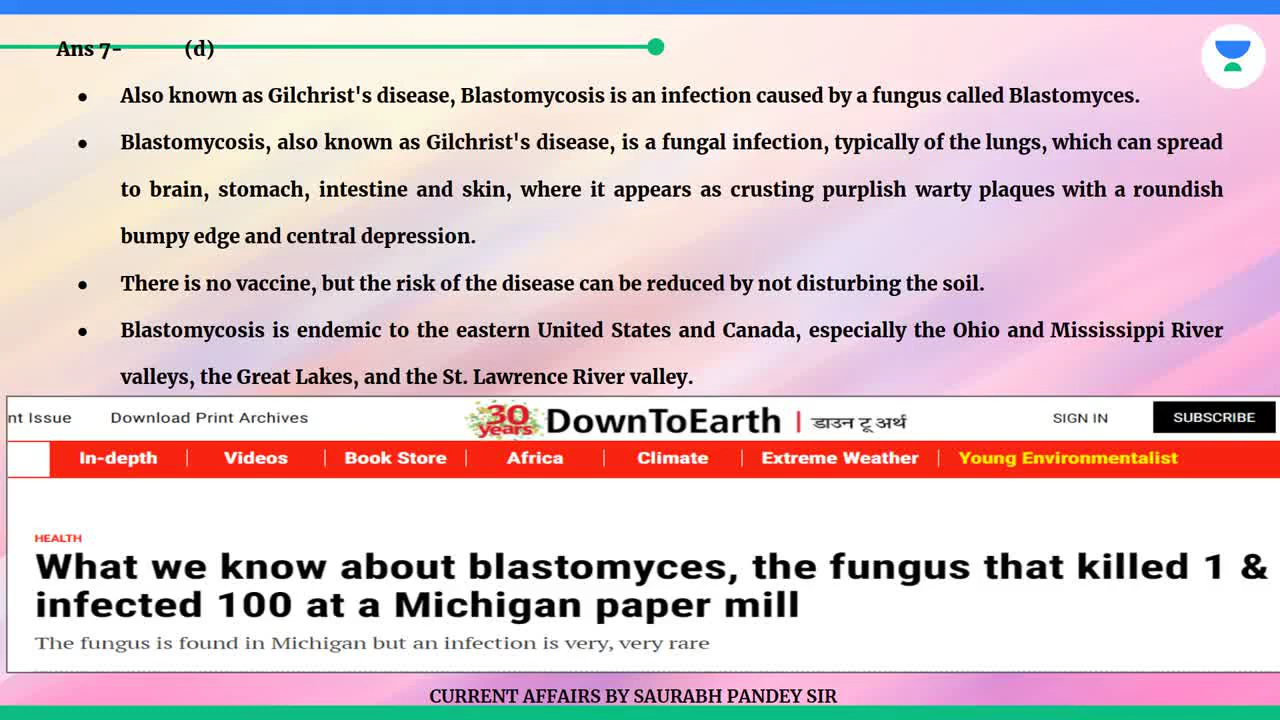 Ans 7- (d)
● Also known as Gilchrist's disease, Blastomycosis is an infection caused by a fungus called Blastomyces.
● Blastomycosis, also known as Gilchrist's disease, is a fungal infection, typically of the lungs, which can spread
to brain, stomach, intestine and skin, where it appears as crusting purplish warty plaques with a roundish
bumpy edge and central depression.
● There is no vaccine, but the risk of the disease can be reduced by not disturbing the soil.
● Blastomycosis is endemic to the eastern United States and Canada, especially the Ohio and Mississippi River
valleys, the Great Lakes, and the St. Lawrence River valley.
nt Issue Download Print Archives 30 years DownToEarth | डाउन टू अर्थ SIGN IN SUBSCRIBE
In-depth | Videos | Book Store | Africa | Climate | Extreme Weather | Young Environmentalist
HEALTH
What we know about blastomyces, the fungus that killed 1 &
infected 100 at a Michigan paper mill
The fungus is found in Michigan but an infection is very, very rare
CURRENT AFFAIRS BY SAURABH PANDEY SIR